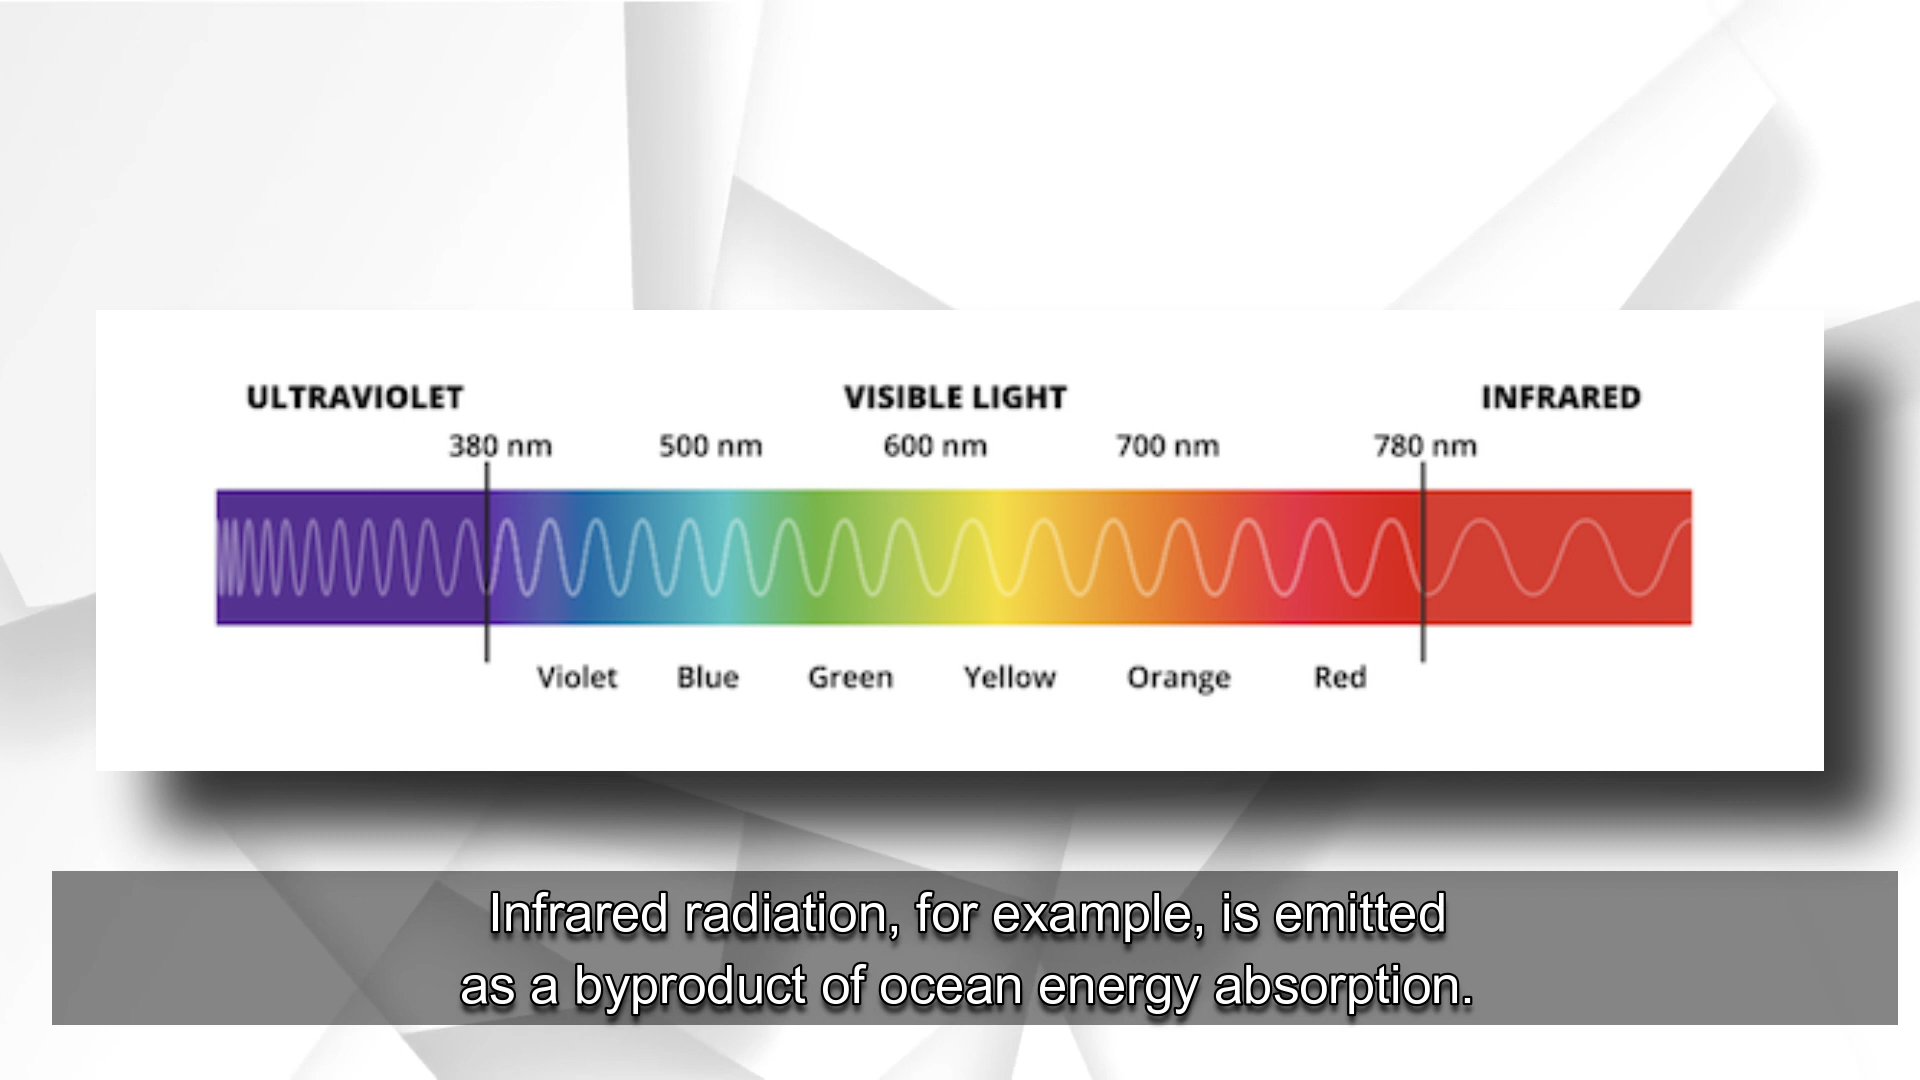 ULTRAVIOLET VISIBLE LIGHT INFRARED
380 nm 500 nm 600 nm 700 nm 780 nm
Violet Blue Green Yellow Orange Red
Infrared radiation, for example, is emitted
as a byproduct of ocean energy absorption.